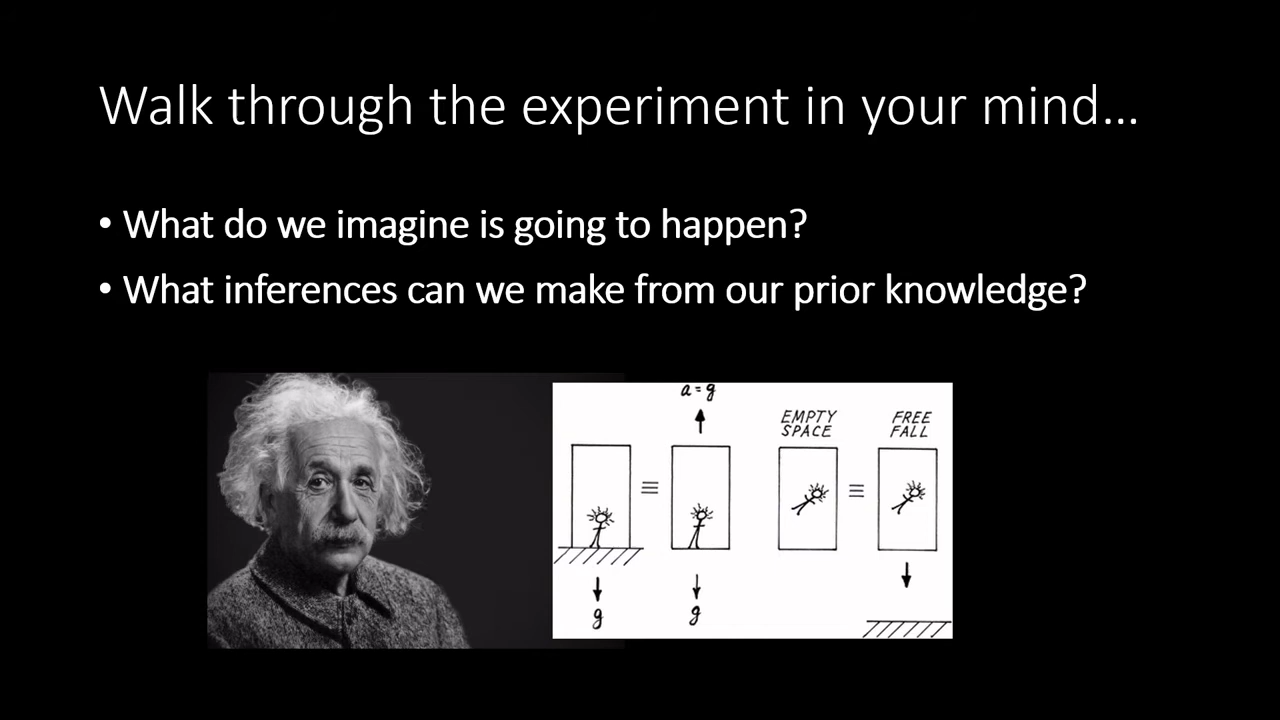 Walk through the experiment in your mind...
• What do we imagine is going to happen?
• What inferences can we make from our prior knowledge?
a = g
EMPTY
SPACE
FREE
FALL
≡
≡
g
g